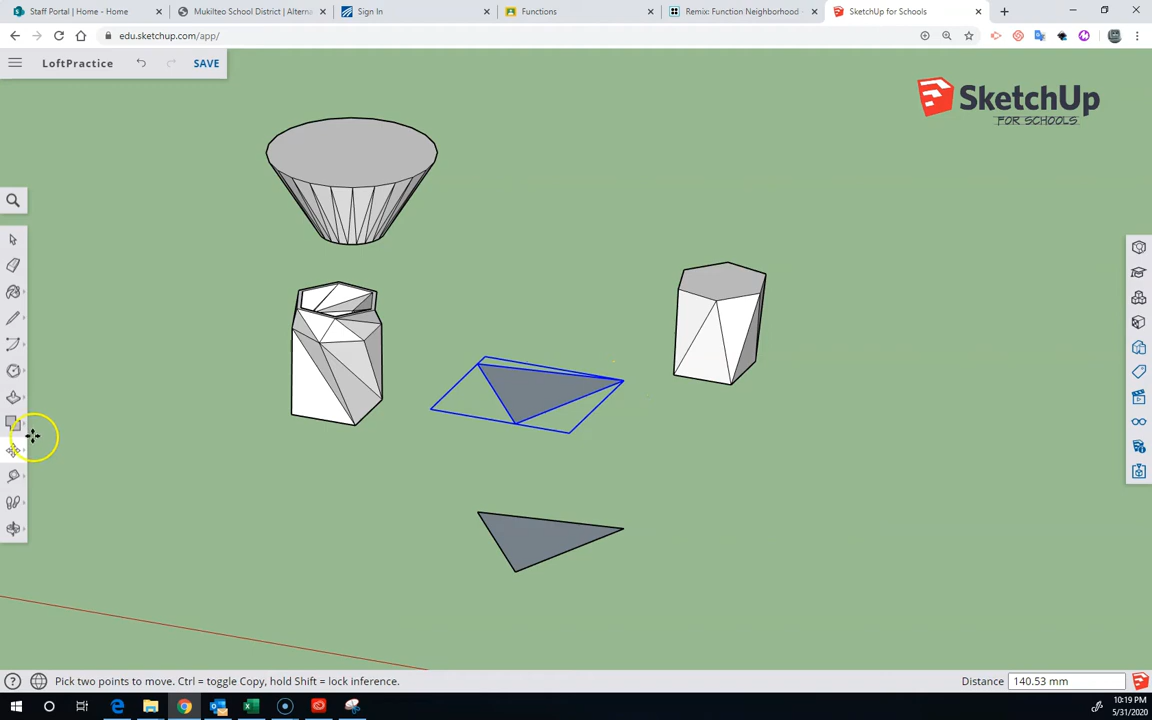 Staff Portal | Home - Home
Mukilteo School District | Alterna
Sign In
Functions
Remix: Function Neighborhood
SketchUp for Schools
edu.sketchup.com/app/
LoftPractice
SAVE
SketchUp
FOR SCHOOLS
Pick two points to move. Ctrl = toggle Copy, hold Shift = lock inference.
Distance
140.53 mm
10:19 PM
5/31/2020